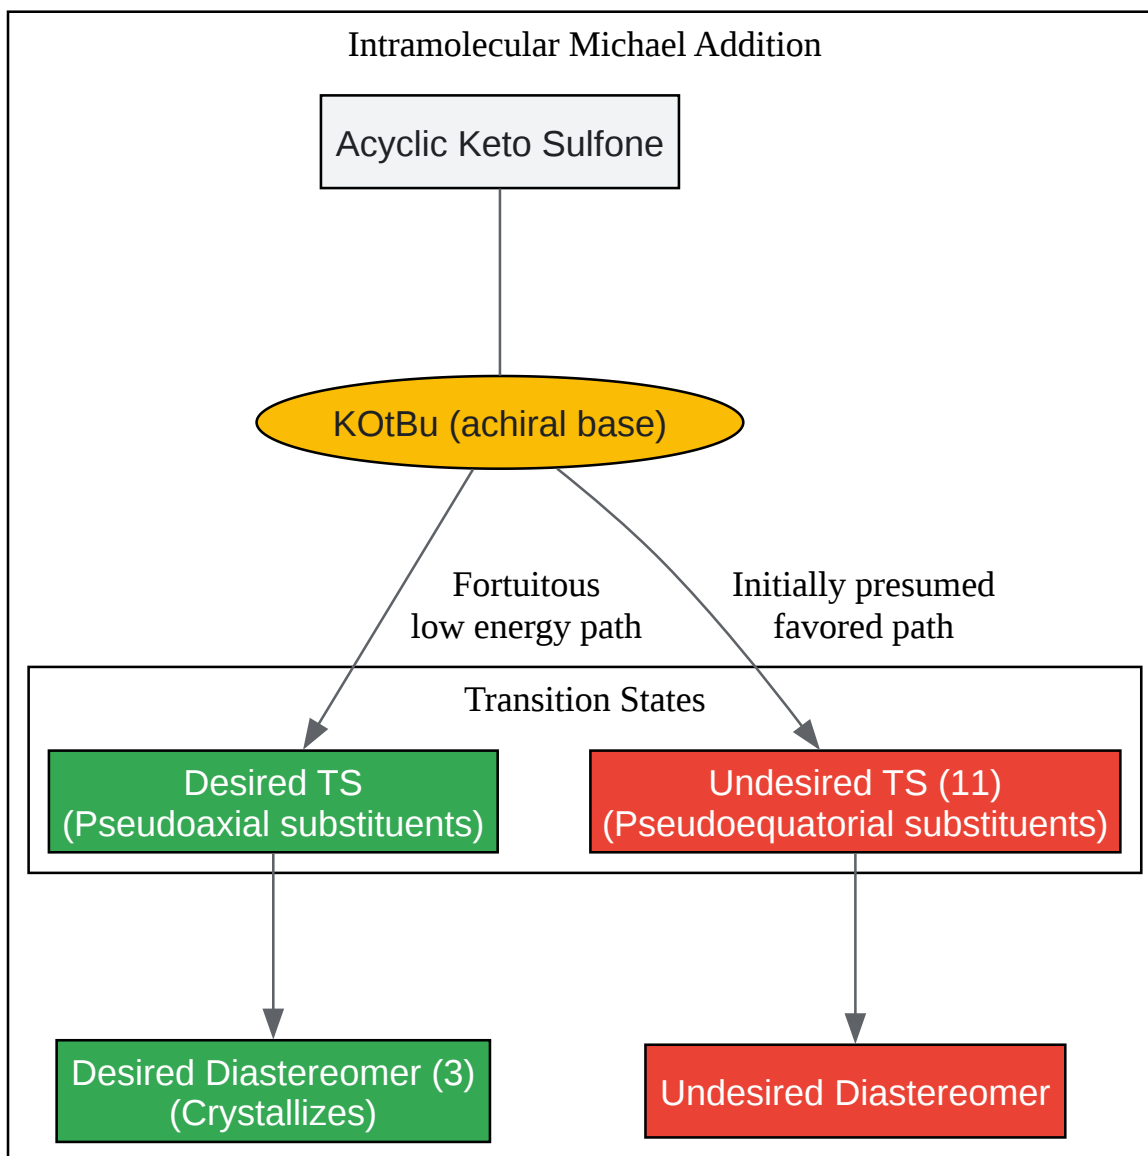 Intramolecular Michael Addition
Acyclic Keto Sulfone
KOtBu (achiral base)
Fortuitous
low energy path
Initially presumed
favored path
Transition States
Desired TS
(Pseudoaxial substituents)
Undesired TS (11)
(Pseudoequatorial substituents)
Desired Diastereomer (3)
(Crystallizes)
Undesired Diastereomer